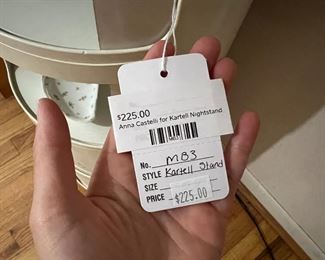 $225.00
Anna Castelli for Kartell Nightstand
No. MB3
STYLE Kartell Stand
SIZE
PRICE $225.00